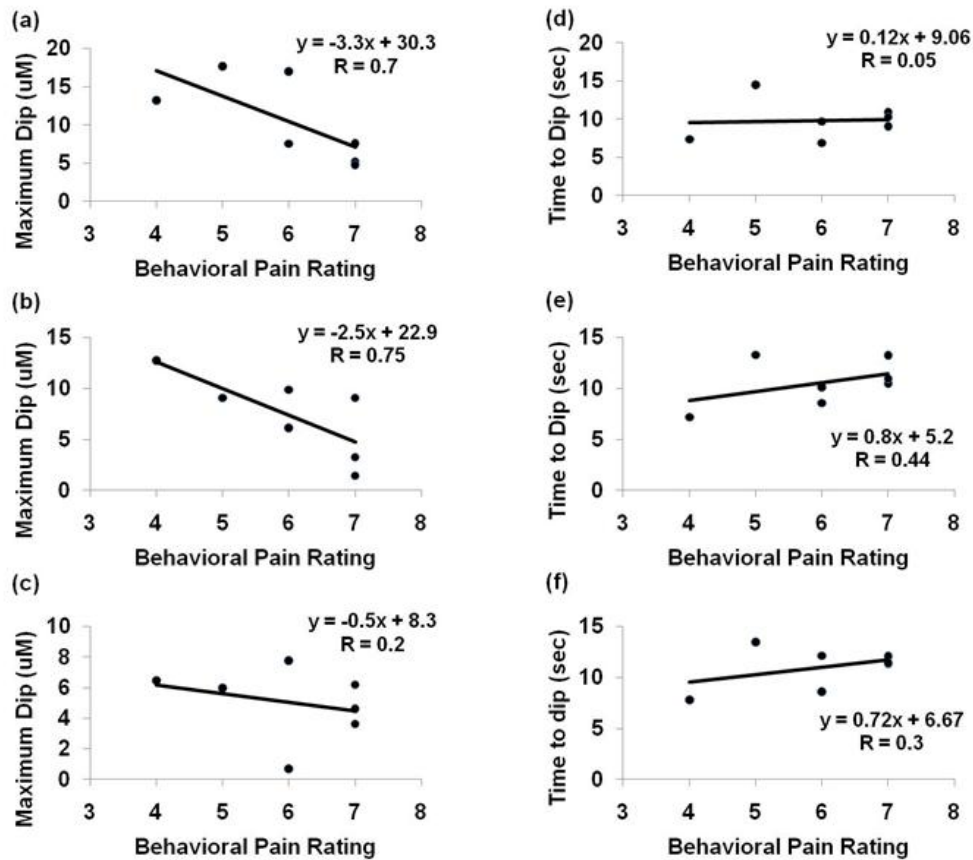 (a)
y = -3.3x + 30.3
R = 0.7
Maximum Dip (uM)
20
15
10
5
0
3 4 5 6 7 8
Behavioral Pain Rating
(d)
y = 0.12x + 9.06
R = 0.05
Time to Dip (sec)
20
15
10
5
0
3 4 5 6 7 8
Behavioral Pain Rating
(b)
y = -2.5x + 22.9
R = 0.75
Maximum Dip (uM)
15
10
5
0
3 4 5 6 7 8
Behavioral Pain Rating
(e)
Time to Dip (sec)
15
10
5
0
y = 0.8x + 5.2
R = 0.44
3 4 5 6 7 8
Behavioral Pain Rating
(c)
y = -0.5x + 8.3
R = 0.2
Maximum Dip (uM)
10
8
6
4
2
0
3 4 5 6 7 8
Behavioral Pain Rating
(f)
Time to dip (sec)
15
10
5
0
y = 0.72x + 6.67
R = 0.3
3 4 5 6 7 8
Behavioral Pain Rating